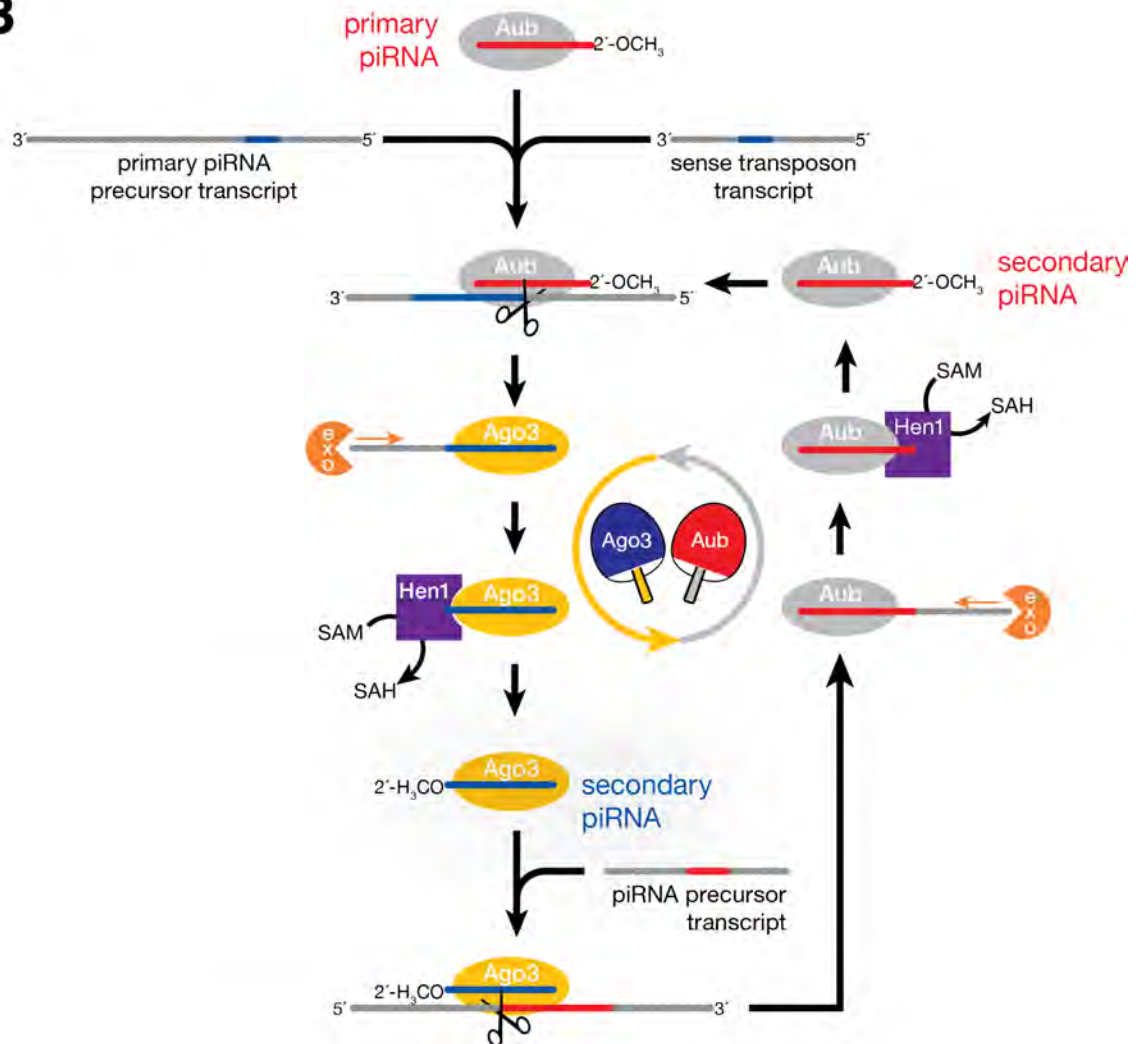 B
primary
piRNA
Aub
2´-OCH₃
3´
5´
primary piRNA
precursor transcript
3´
5´
sense transposon
transcript
Aub
2´-OCH₃
3´
5´
Aub
2´-OCH₃
secondary
piRNA
exo
Ago3
Aub
Hen1
SAM
SAH
Ago3
Aub
Hen1
Ago3
SAM
SAH
Aub
exo
2´-H₃CO
Ago3
secondary
piRNA
piRNA precursor
transcript
2´-H₃CO
Ago3
5´
3´